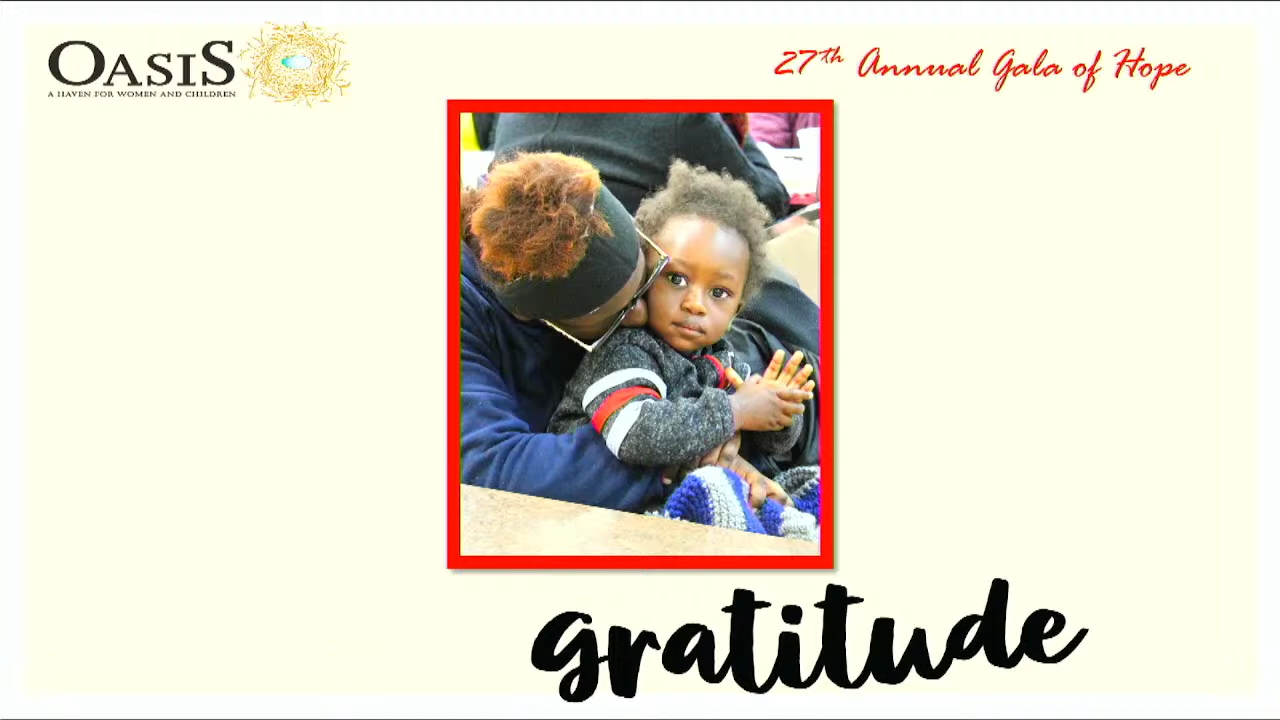 OASIS
A HAVEN FOR WOMEN AND CHILDREN
27th Annual Gala of Hope
gratitude